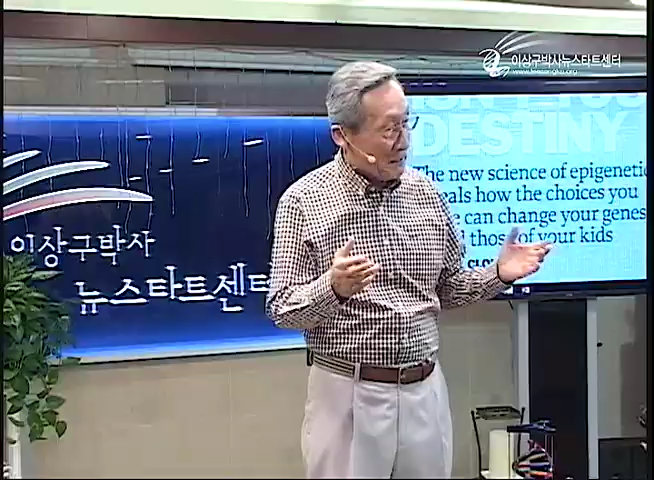 이상구박사뉴스타트센터
DESTINY
The new science of epigenetic
eals how the choices you
e can change your genes
those of your kids
이상구박사
뉴스타트센터